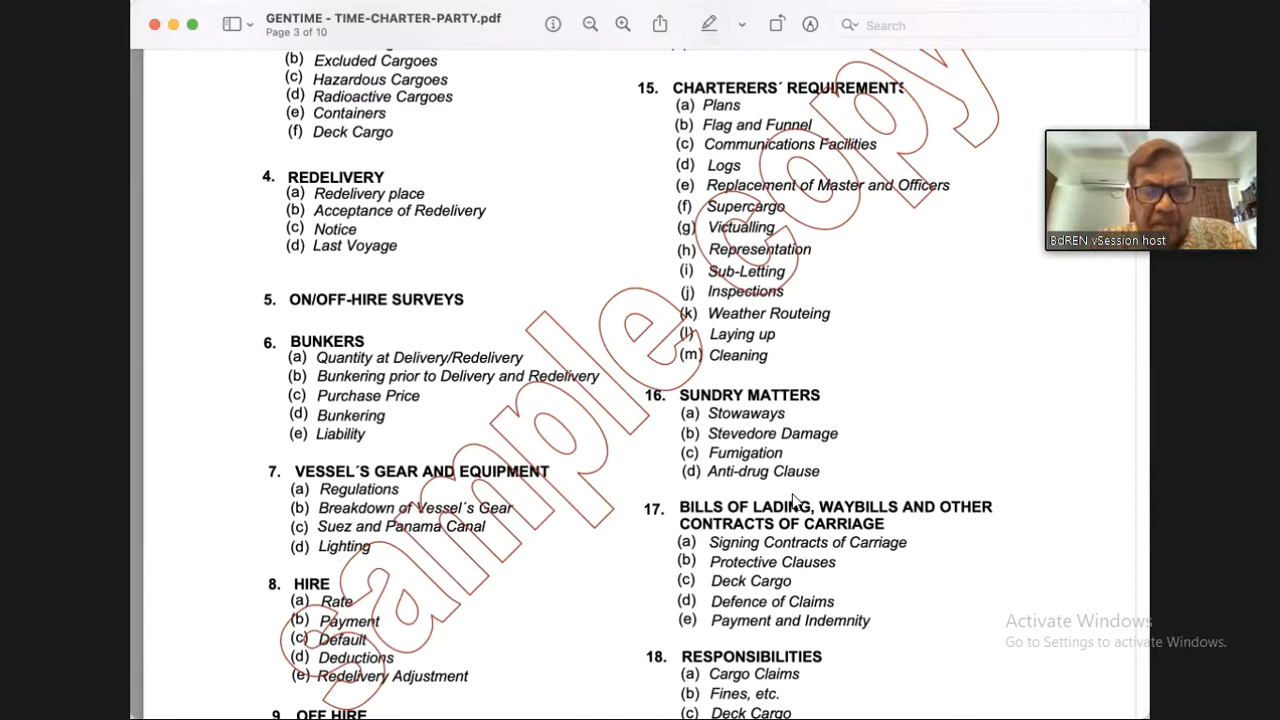 GENTIME - TIME-CHARTER-PARTY.pdf
Page 3 of 10
Search
(b) Excluded Cargoes
(c) Hazardous Cargoes
(d) Radioactive Cargoes
(e) Containers
(f) Deck Cargo
4. REDELIVERY
(a) Redelivery place
(b) Acceptance of Redelivery
(c) Notice
(d) Last Voyage
5. ON/OFF-HIRE SURVEYS
6. BUNKERS
(a) Quantity at Delivery/Redelivery
(b) Bunkering prior to Delivery and Redelivery
(c) Purchase Price
(d) Bunkering
(e) Liability
7. VESSEL´S GEAR AND EQUIPMENT
(a) Regulations
(b) Breakdown of Vessel´s Gear
(c) Suez and Panama Canal
(d) Lighting
8. HIRE
(a) Rate
(b) Payment
(c) Default
(d) Deductions
(e) Redelivery Adjustment
9. OFF HIRE
15. CHARTERERS´ REQUIREMENTS
(a) Plans
(b) Flag and Funnel
(c) Communications Facilities
(d) Logs
(e) Replacement of Master and Officers
(f) Supercargo
(g) Victualling
(h) Representation
(i) Sub-Letting
(j) Inspections
(k) Weather Routeing
(l) Laying up
(m) Cleaning
16. SUNDRY MATTERS
(a) Stowaways
(b) Stevedore Damage
(c) Fumigation
(d) Anti-drug Clause
17. BILLS OF LADING, WAYBILLS AND OTHER
CONTRACTS OF CARRIAGE
(a) Signing Contracts of Carriage
(b) Protective Clauses
(c) Deck Cargo
(d) Defence of Claims
(e) Payment and Indemnity
18. RESPONSIBILITIES
(a) Cargo Claims
(b) Fines, etc.
(c) Deck Cargo
sample copy
BdREN vSession host
Activate Windows
Go to Settings to activate Windows.